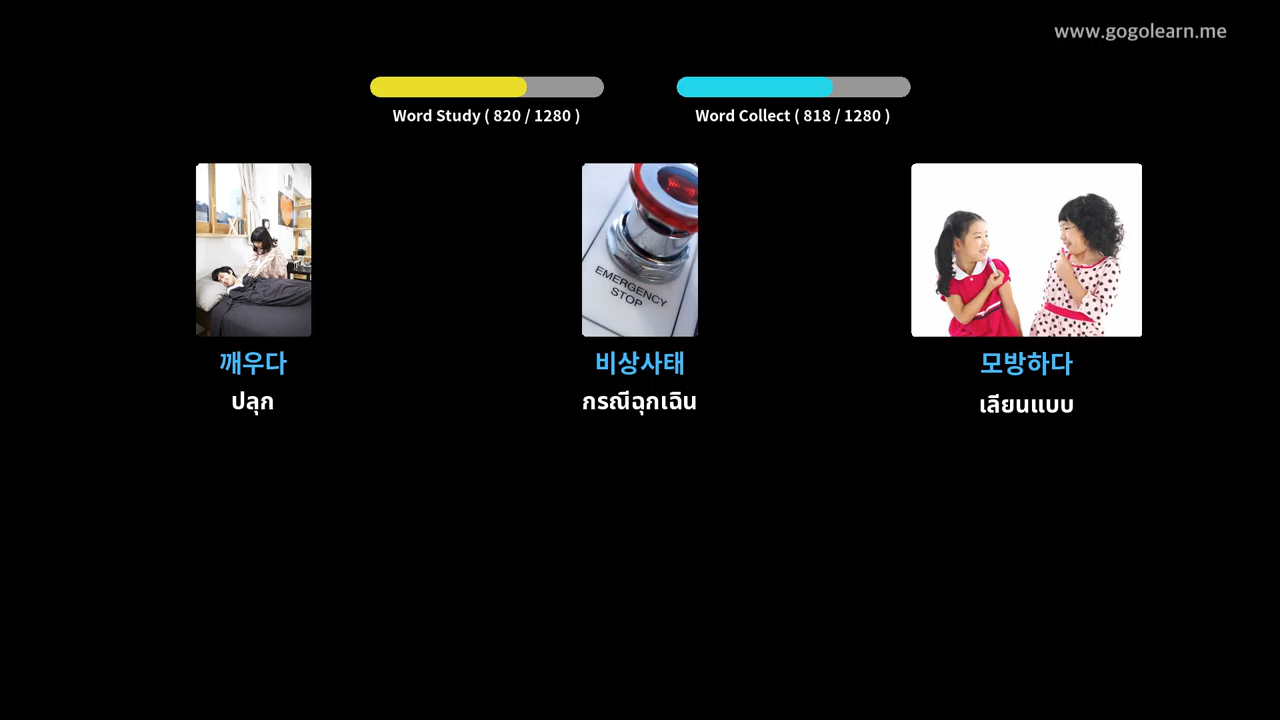 www.gogolearn.me
Word Study ( 820 / 1280 )
Word Collect ( 818 / 1280 )
EMERGENCY
STOP
깨우다
비상사태
모방하다
ปลุก
กรณีฉุกเฉิน
เลียนแบบ